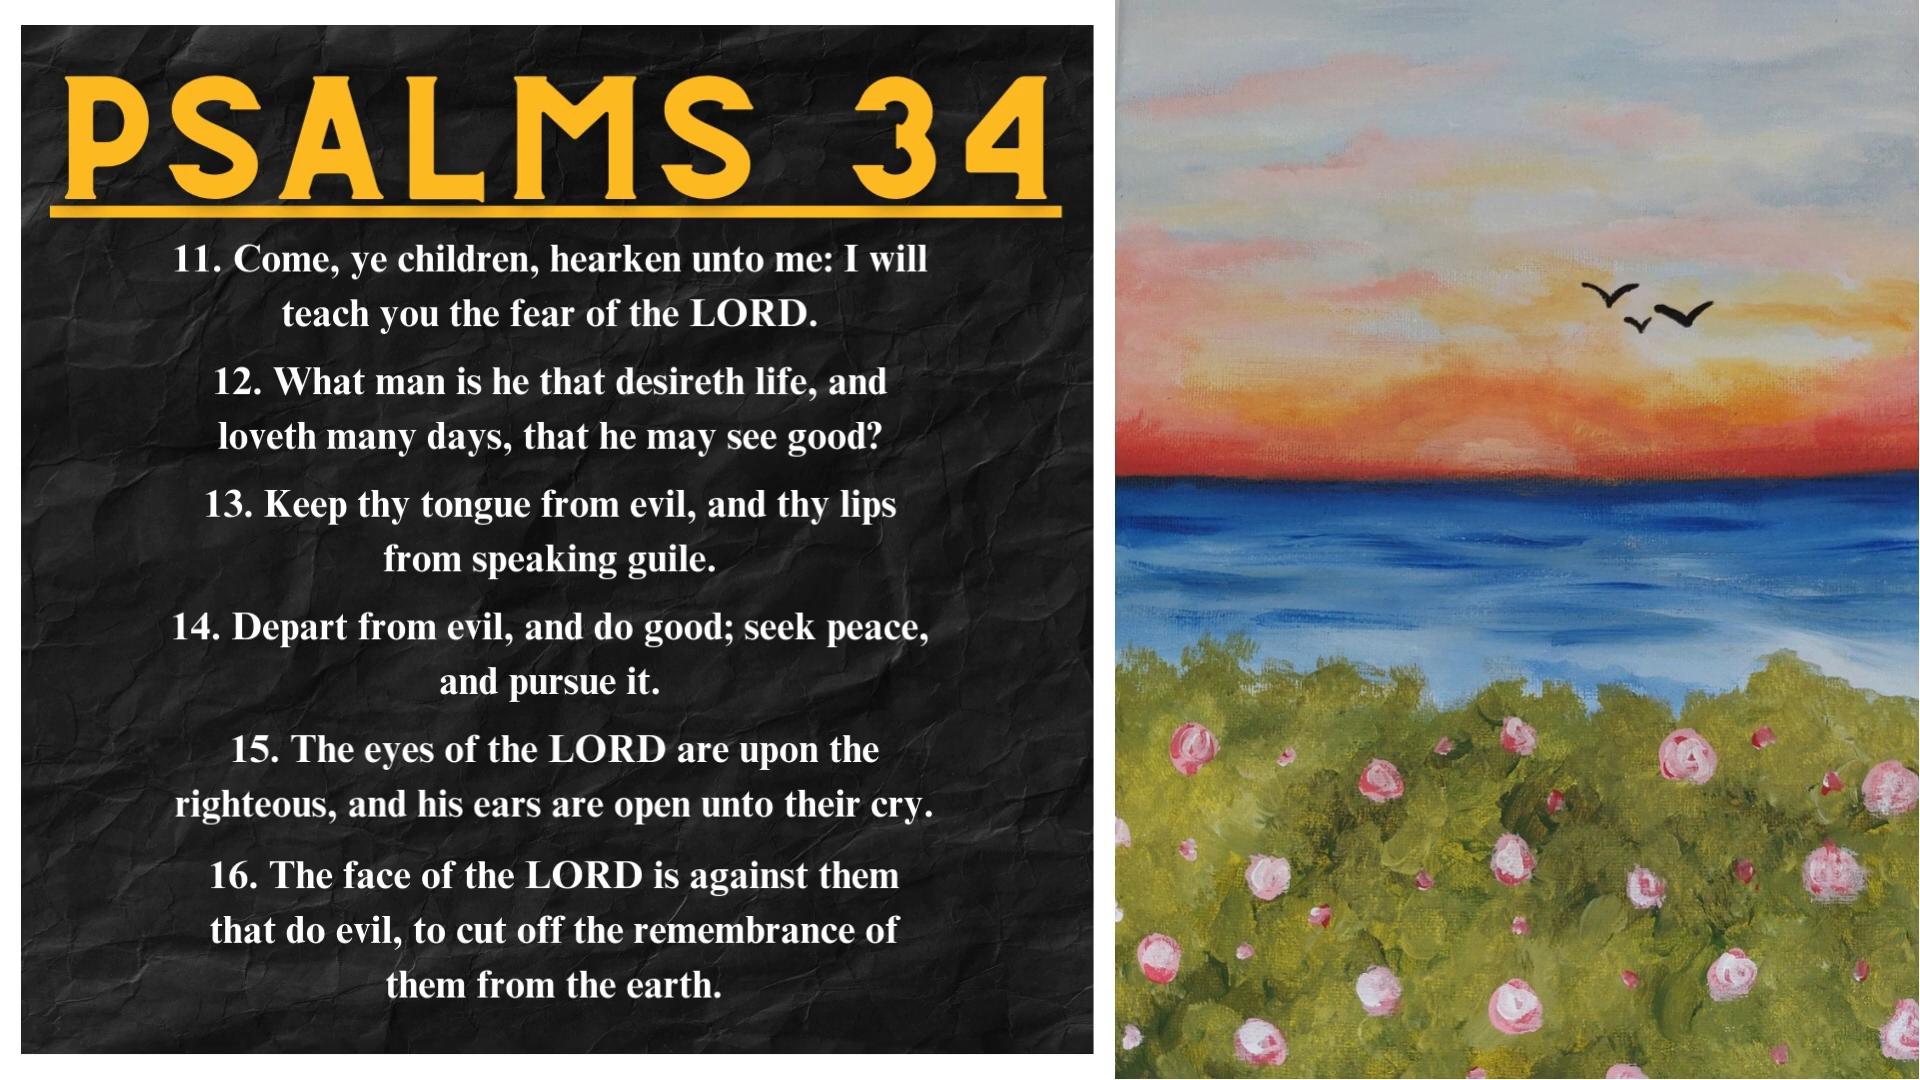 PSALMS 34
11. Come, ye children, hearken unto me: I will
teach you the fear of the LORD.
12. What man is he that desireth life, and
loveth many days, that he may see good?
13. Keep thy tongue from evil, and thy lips
from speaking guile.
14. Depart from evil, and do good; seek peace,
and pursue it.
15. The eyes of the LORD are upon the
righteous, and his ears are open unto their cry.
16. The face of the LORD is against them
that do evil, to cut off the remembrance of
them from the earth.